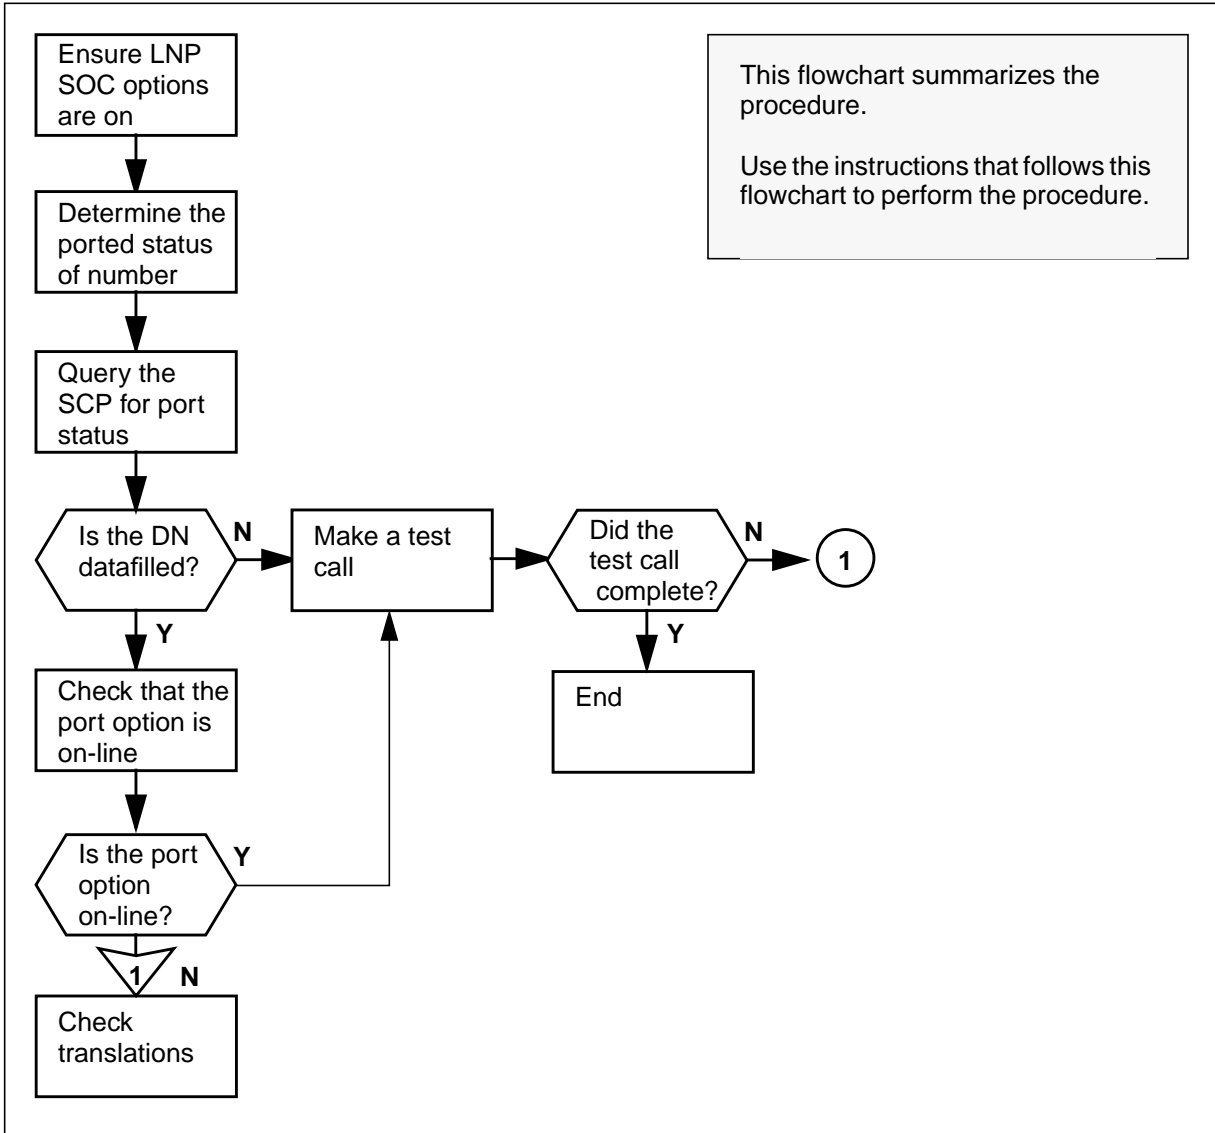 Ensure LNP
SOC options
are on
This flowchart summarizes the
procedure.
Use the instructions that follows this
flowchart to perform the procedure.
Determine the
ported status
of number
Query the
SCP for port
status
Is the DN
datafilled?
N
Make a test
call
Did the
test call
complete?
N
1
Y
Y
Check that the
port option is
on-line
End
Is the port
option
on-line?
Y
1
N
Check
translations